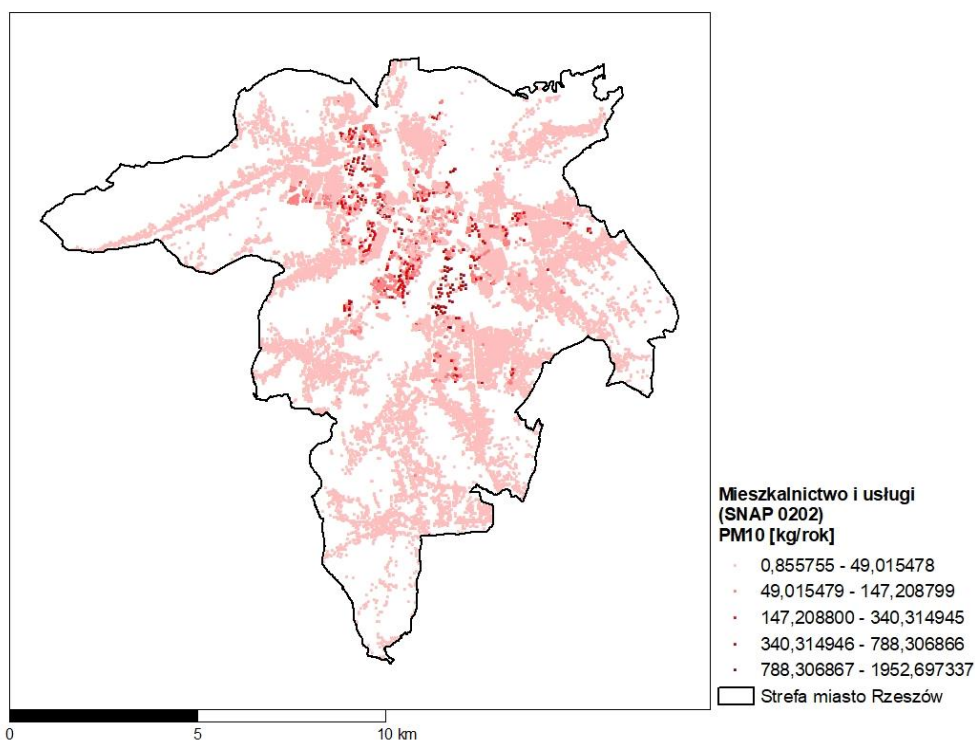 Mieszkalnictwo i usługi
(SNAP 0202)
PM10 [kg/rok]
0,855755 - 49,015478
49,015479 - 147,208799
147,208800 - 340,314945
340,314946 - 788,306866
788,306867 - 1952,697337
Strefa miasto Rzeszów
0 5 10 km